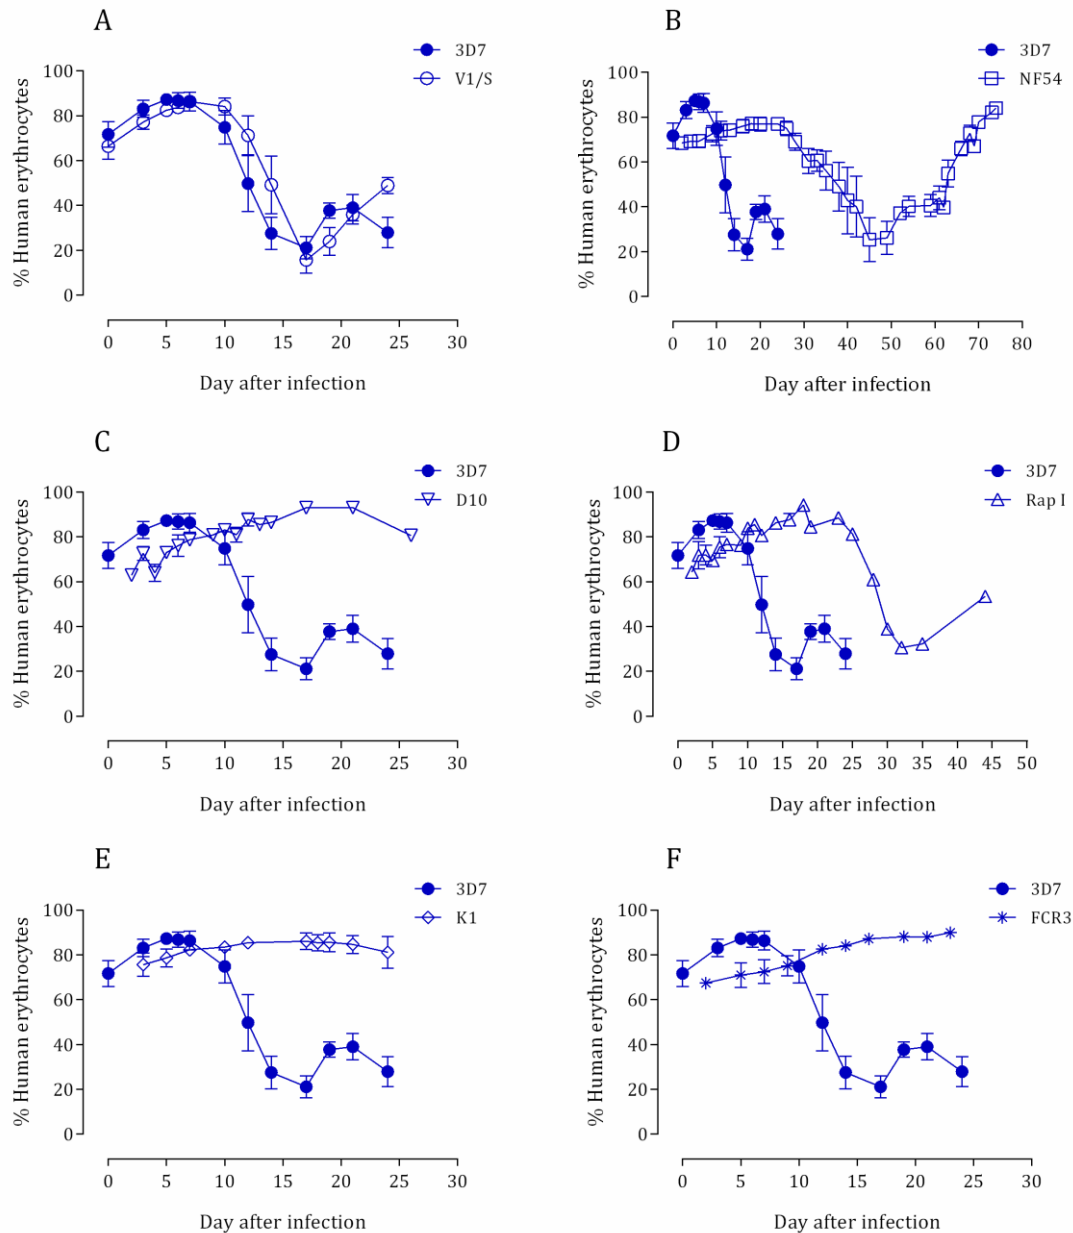 A
3D7
V1/S
% Human erythrocytes
100
80
60
40
20
0
0 5 10 15 20 25 30
Day after infection
B
3D7
NF54
% Human erythrocytes
100
80
60
40
20
0
0 10 20 30 40 50 60 70 80
Day after infection
C
3D7
D10
% Human erythrocytes
100
80
60
40
20
0
0 5 10 15 20 25 30
Day after infection
D
3D7
Rap I
% Human erythrocytes
100
80
60
40
20
0
0 5 10 15 20 25 30 35 40 45 50
Day after infection
E
3D7
K1
% Human erythrocytes
100
80
60
40
20
0
0 5 10 15 20 25 30
Day after infection
F
3D7
FCR3
% Human erythrocytes
100
80
60
40
20
0
0 5 10 15 20 25 30
Day after infection